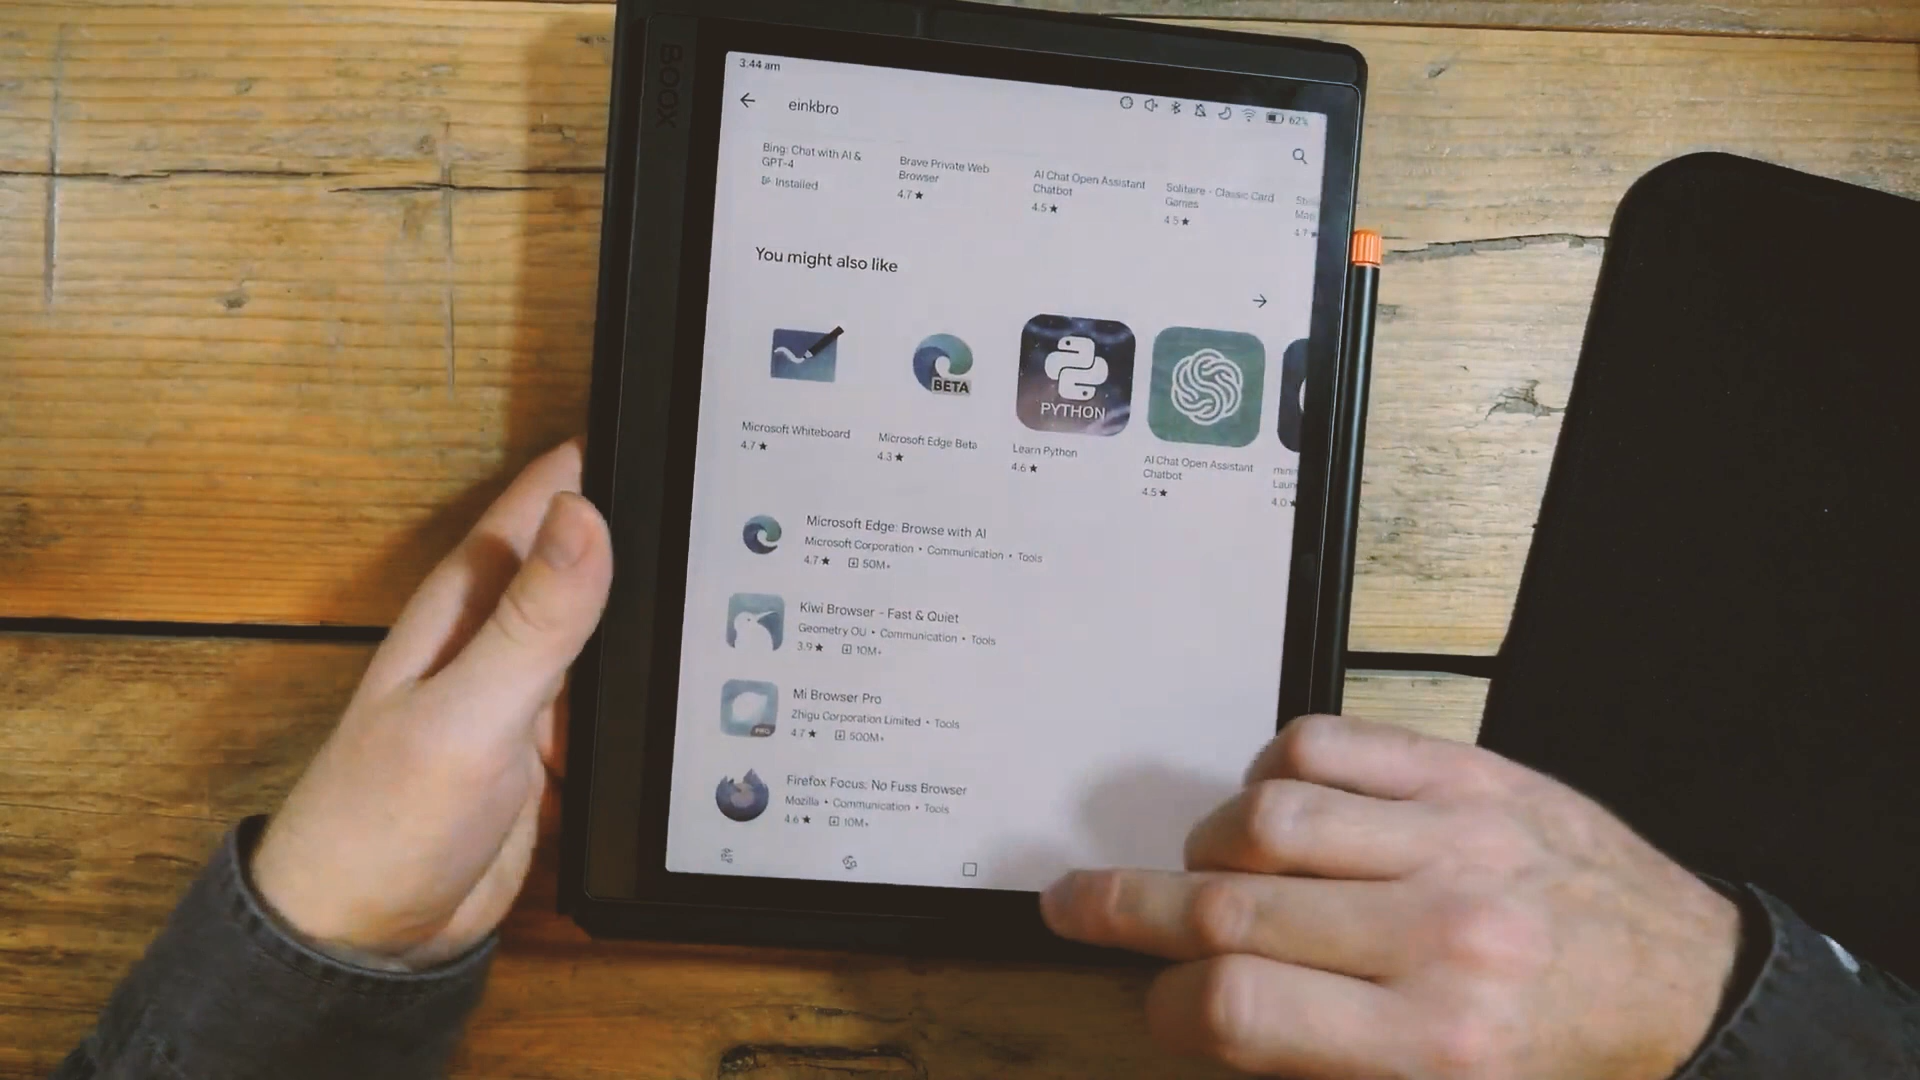 BOOX
3:44 am
62%
einkbro
Bing: Chat with AI &
GPT-4
Installed
Brave Private Web
Browser
4.7★
AI Chat Open Assistant
Chatbot
4.5★
Solitaire - Classic Card
Games
4.5★
4.7★
You might also like
BETA
PYTHON
Microsoft Whiteboard
4.7★
Microsoft Edge Beta
4.3★
Learn Python
4.6★
AI Chat Open Assistant
Chatbot
4.5★
4.0★
Microsoft Edge: Browse with AI
Microsoft Corporation • Communication • Tools
4.7★ 50M+
Kiwi Browser - Fast & Quiet
Geometry OU • Communication • Tools
3.9★ 10M+
Mi Browser Pro
Zhigu Corporation Limited • Tools
4.7★ 500M+
PRO
Firefox Focus: No Fuss Browser
Mozilla • Communication • Tools
4.6★ 10M+